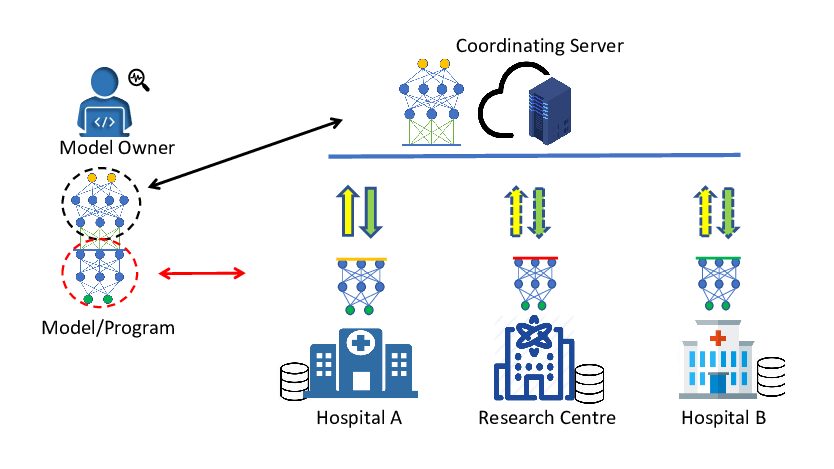 Coordinating Server
</>
Model Owner
Model/Program
Hospital A
Research Centre
Hospital B